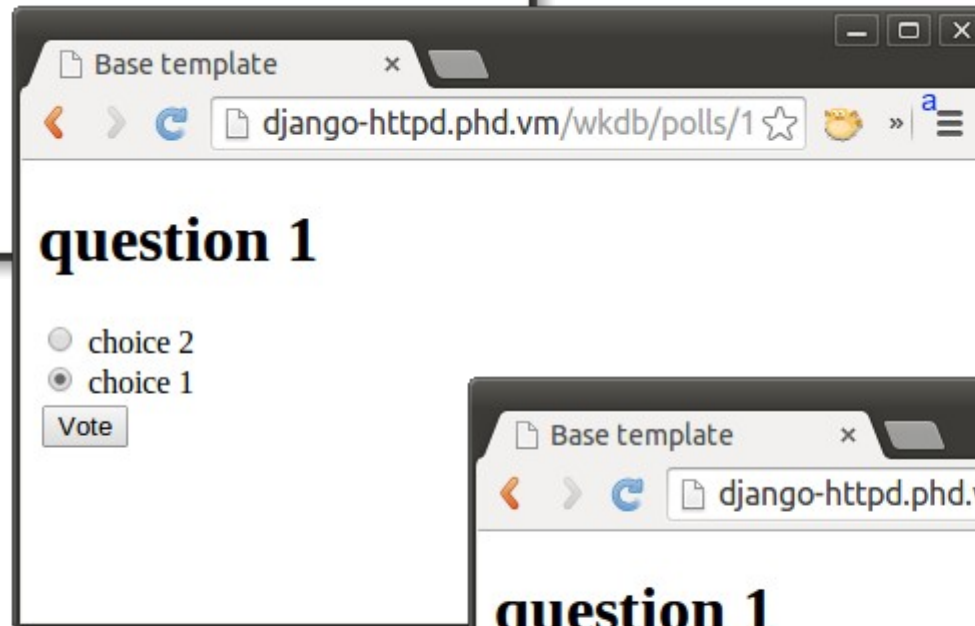 Base template
django-httpd.phd.vm/wkdb/polls/1
a
question 1
choice 2
choice 1
Vote
Base template
django-httpd.phd.
question 1